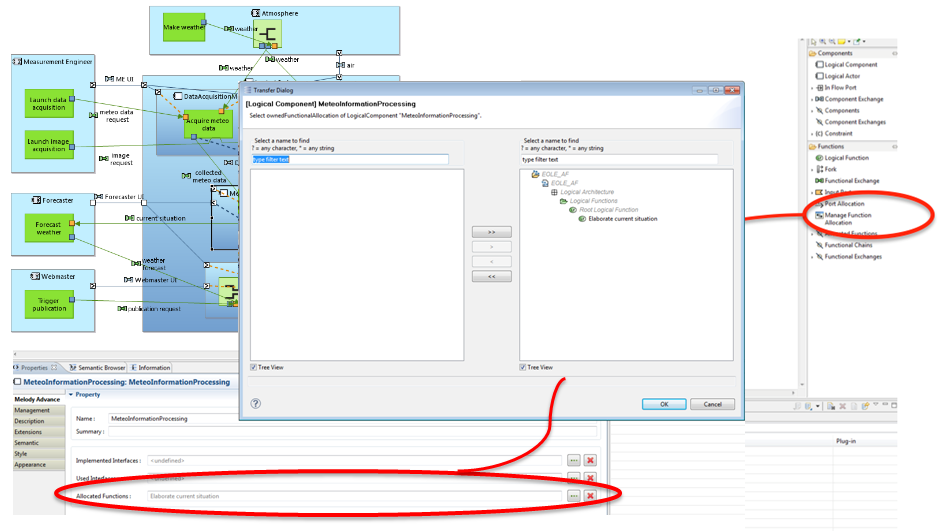 Atmosphere
Make weather
weather
weather
weather
air
Measurement Engineer
ME UI
Launch data
acquisition
meteo data
request
Launch image
acquisition
image
request
DataAcquisitionM
Acquire meteo
data
collected
meteo data
Forecaster
Forecaster UI
Forecast
weather
current situation
weather
forecast
Webmaster
Webmaster UI
Trigger
publication
publication request
Transfer Dialog
[Logical Component] MeteoInformationProcessing
Select ownedFunctionalAllocation of LogicalComponent "MeteoInformationProcessing".
Select a name to find
? = any character, * = any string
type filter text
Tree View
Select a name to find
? = any character, * = any string
type filter text
EOLE_AF
EOLE_AF
Logical Architecture
Logical Functions
Root Logical Function
Elaborate current situation
Tree View
>>
>
<
<<
OK
Cancel
Components
Logical Component
Logical Actor
In Flow Port
Component Exchange
Components
Component Exchanges
Constraint
Functions
Logical Function
Fork
Functional Exchange
Input Port
Port Allocation
Manage Function
Allocation
Allocated Functions
Functional Chains
Functional Exchanges
Properties
Semantic Browser
Information
MeteoInformationProcessing: MeteoInformationProcessing
Melody Advance
Management
Description
Extensions
Semantic
Style
Appearance
Property
Name :
MeteoInformationProcessing
Summary :
Implemented Interfaces :
<undefined>
Used Interfaces
<undefined>
Allocated Functions :
Elaborate current situation
Plug-in